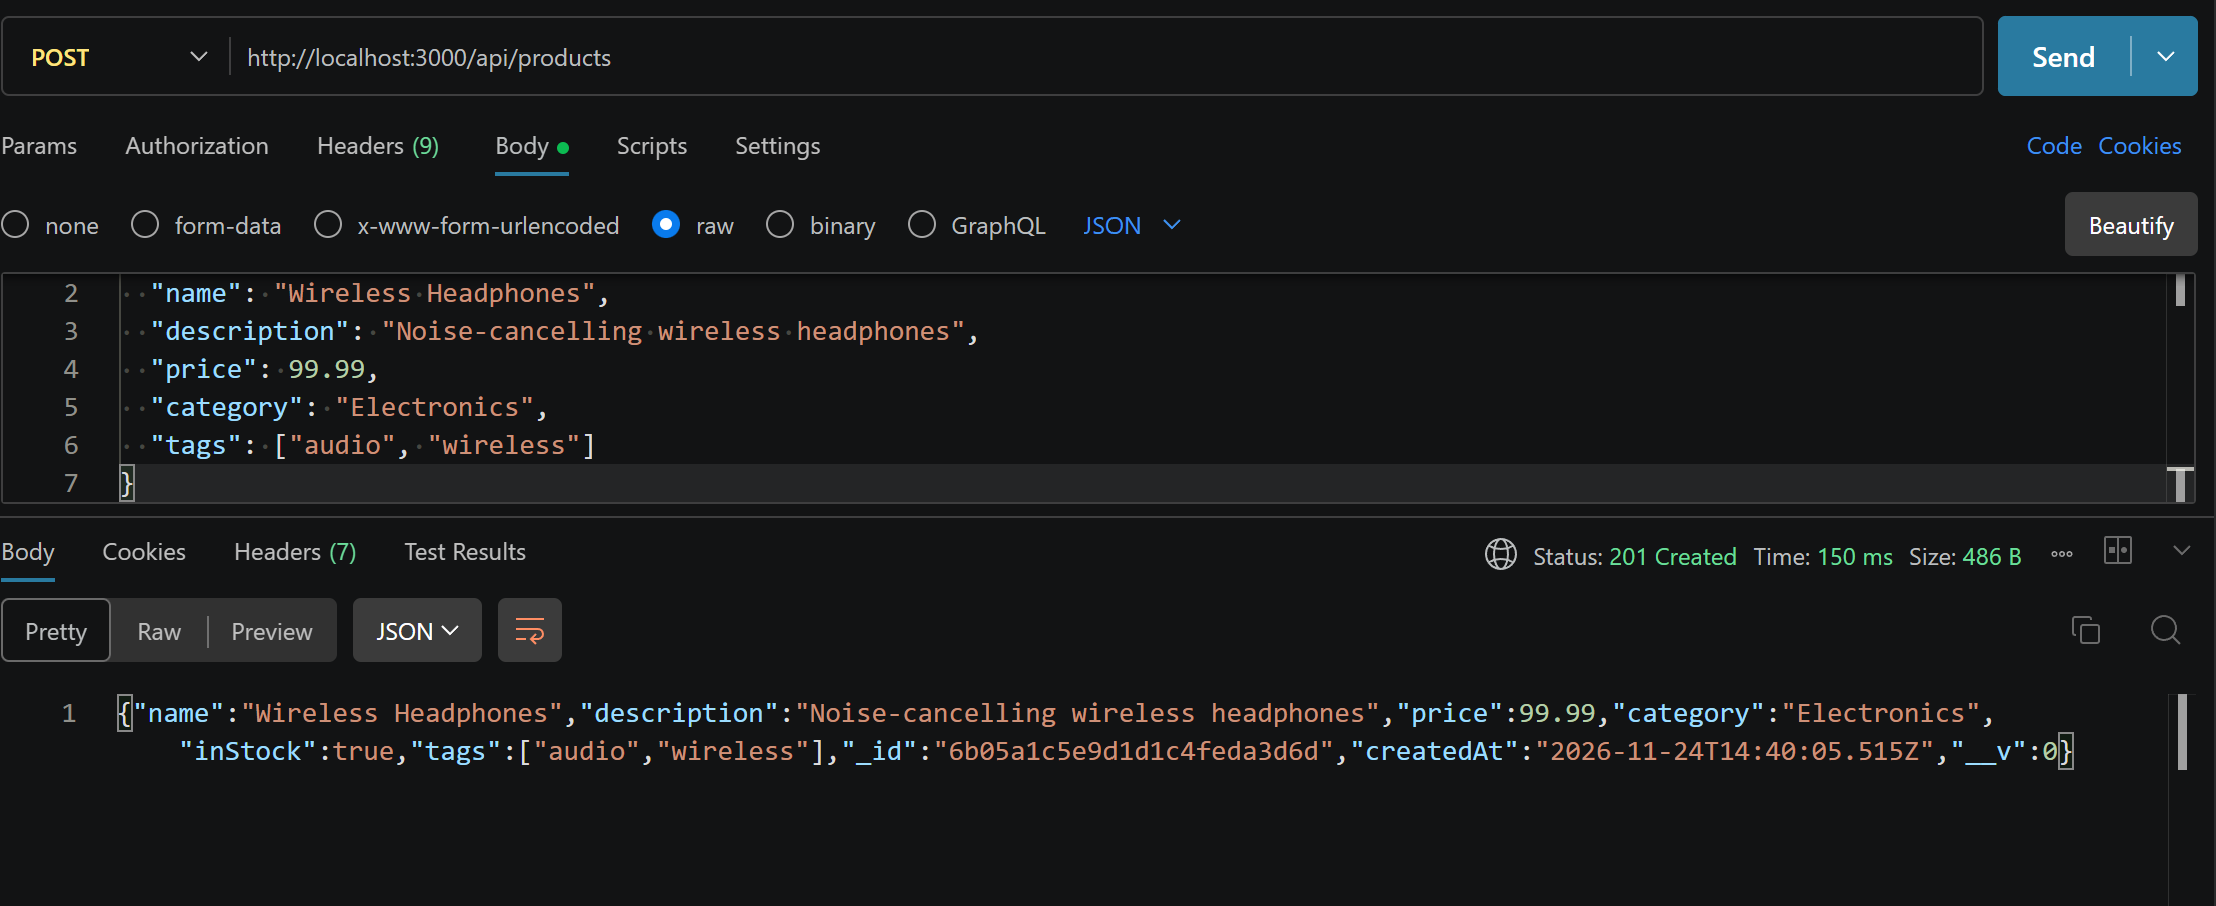 POST http://localhost:3000/api/products Send
Params Authorization Headers (9) Body Scripts Settings Code Cookies
none form-data x-www-form-urlencoded raw binary GraphQL JSON Beautify
2 "name": "Wireless Headphones",
3 "description": "Noise-cancelling wireless headphones",
4 "price": 99.99,
5 "category": "Electronics",
6 "tags": ["audio", "wireless"]
7 }
Body Cookies Headers (7) Test Results Status: 201 Created Time: 150 ms Size: 486 B
Pretty Raw Preview JSON
1 {"name":"Wireless Headphones","description":"Noise-cancelling wireless headphones","price":99.99,"category":"Electronics",
"inStock":true,"tags":["audio","wireless"],"_id":"6b05a1c5e9d1d1c4feda3d6d","createdAt":"2026-11-24T14:40:05.515Z","__v":0}